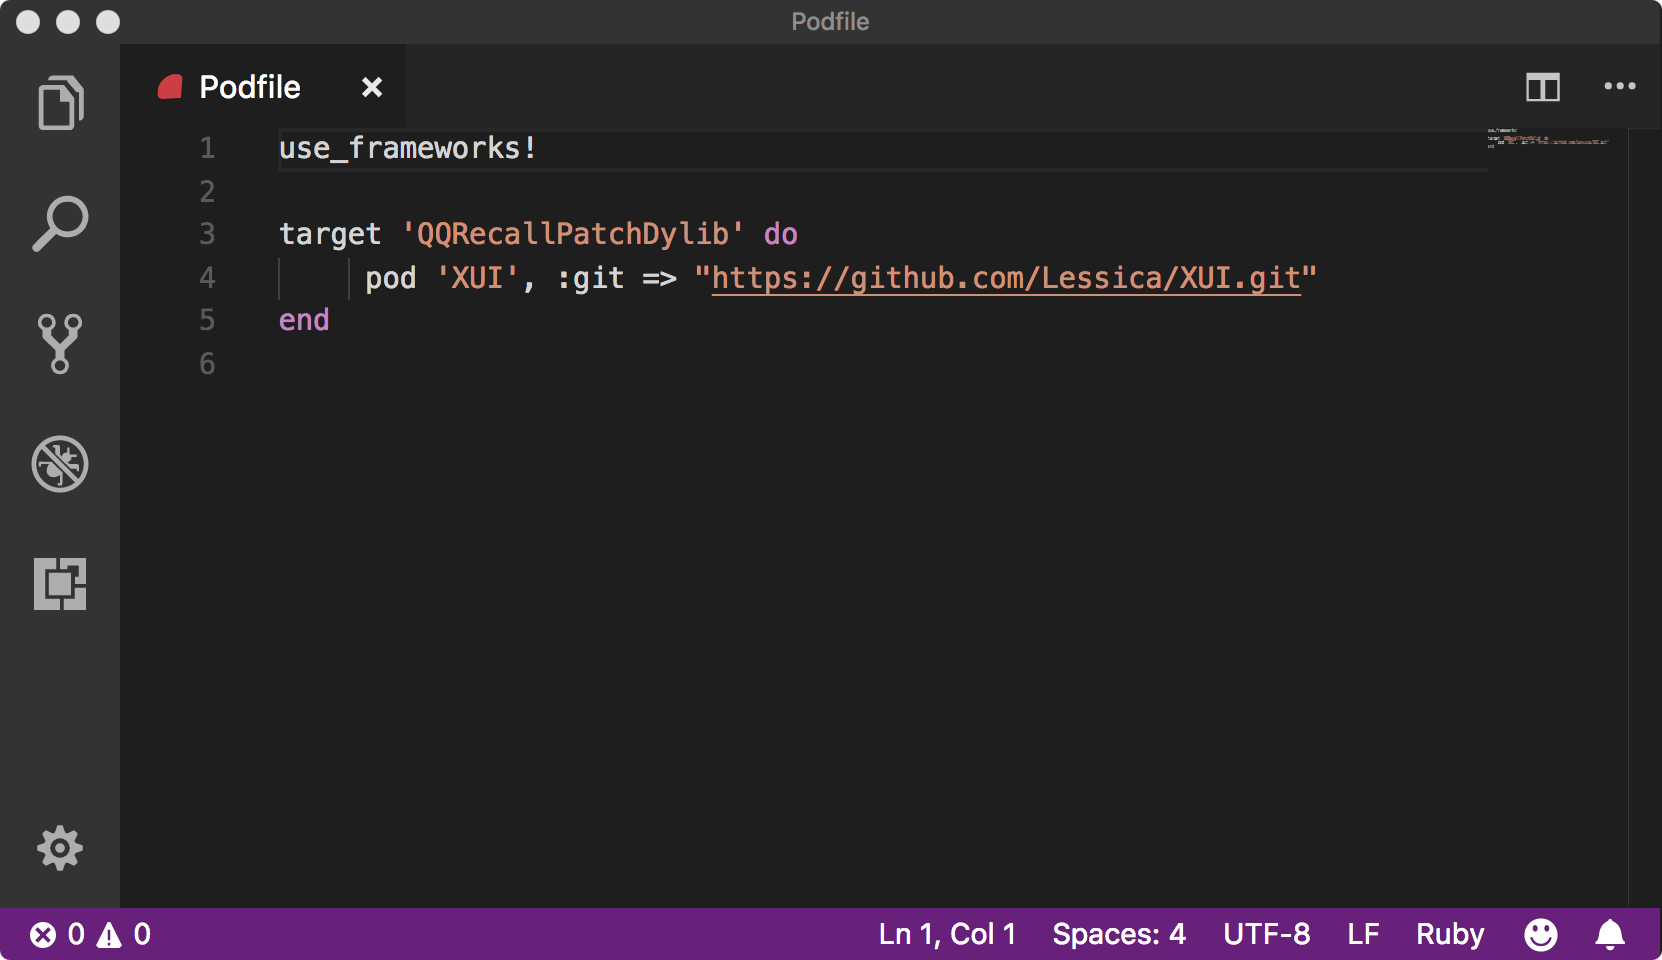 Podfile
Podfile
1 use_frameworks!
2
3 target 'QQRecallPatchDylib' do
4 pod 'XUI', :git => "https://github.com/Lessica/XUI.git"
5 end
6
0 0 Ln 1, Col 1 Spaces: 4 UTF-8 LF Ruby